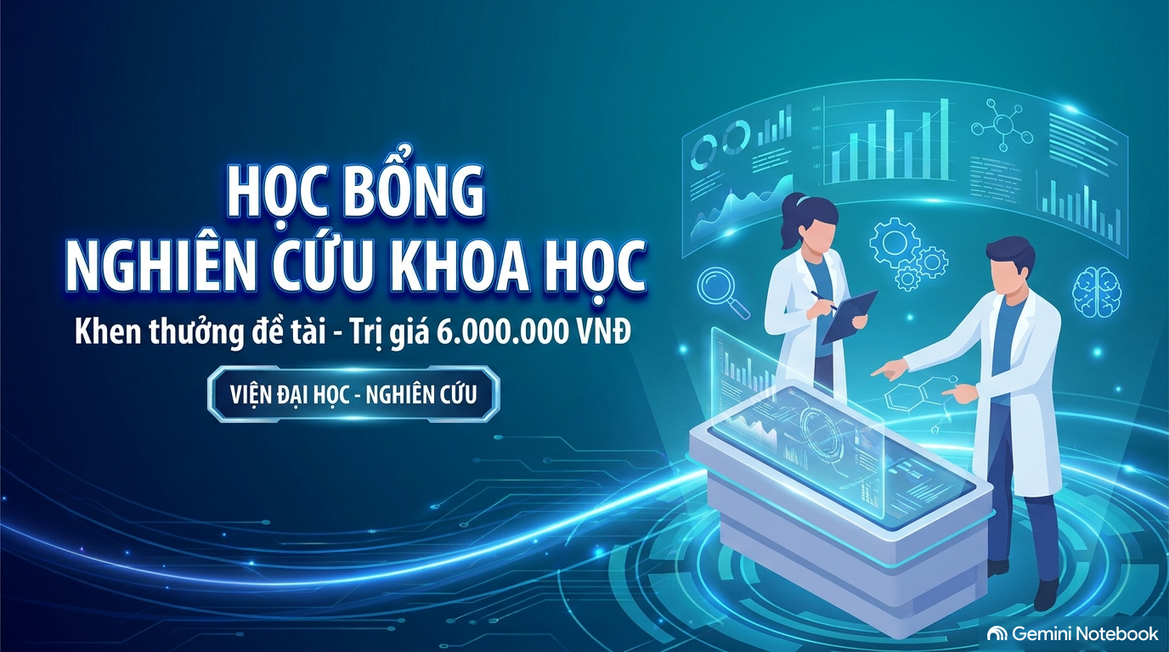 HỌC BỔNG
NGHIÊN CỨU KHOA HỌC
Khen thưởng đề tài - Trị giá 6.000.000 VNĐ
VIỆN ĐẠI HỌC - NGHIÊN CỨU
Gemini Notebook